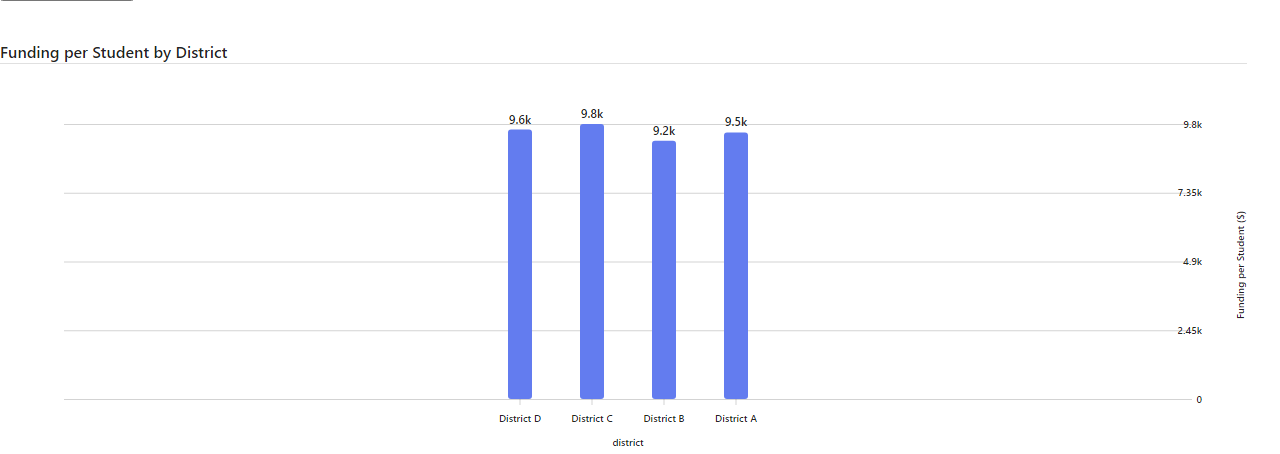 Funding per Student by District
9.6k
9.8k
9.2k
9.5k
9.8k
7.35k
4.9k
2.45k
0
Funding per Student ($)
District D
District C
District B
District A
district